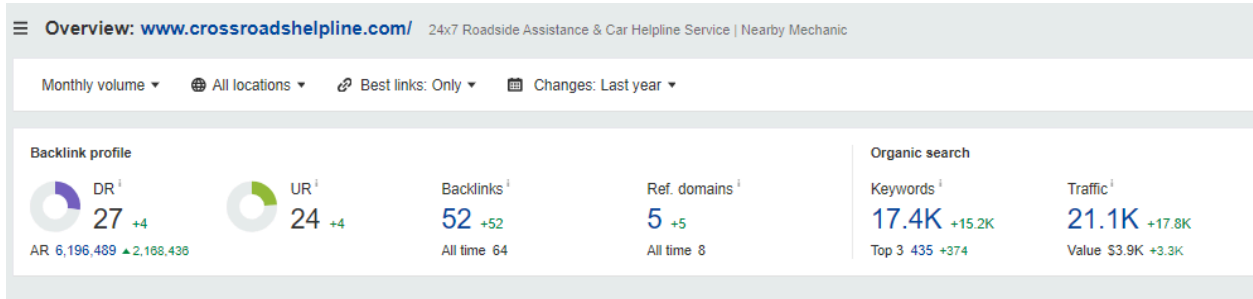 Overview: www.crossroadshelpline.com/ 24x7 Roadside Assistance & Car Helpline Service | Nearby Mechanic
Monthly volume All locations Best links: Only Changes: Last year
Backlink profile Organic search
DR UR Backlinks Ref. domains Keywords Traffic
27 +4 24 +4 52 +52 5 +5 17.4K +15.2K 21.1K +17.8K
AR 6,196,489 2,168,436 All time 64 All time 8 Top 3 435 +374 Value $3.9K +3.3K